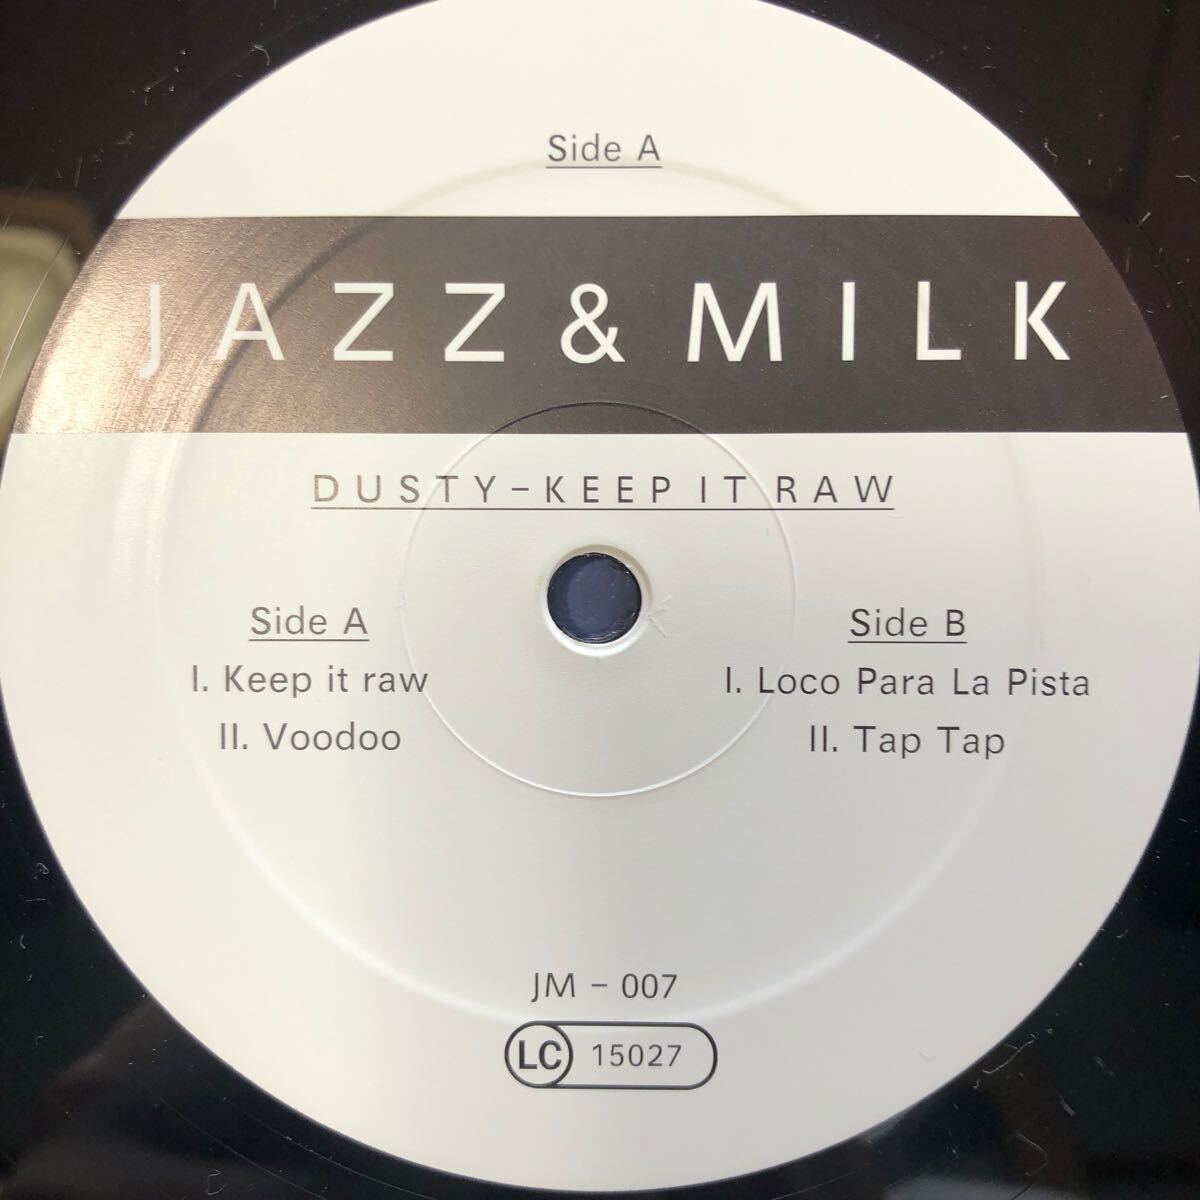 Side A
JAZZ & MILK
DUSTY – KEEP IT RAW
Side A
I. Keep it raw
II. Voodoo
Side B
I. Loco Para La Pista
II. Tap Tap
JM – 007
LC 15027